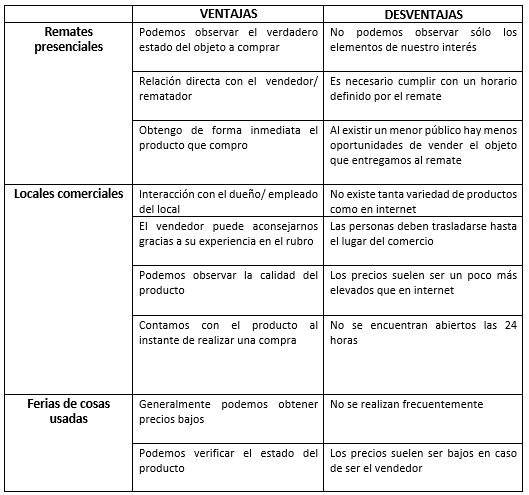 VENTAJAS DESVENTAJAS
Remates
presenciales
Podemos observar el verdadero
estado del objeto a comprar
No podemos observar sólo los
elementos de nuestro interés
Relación directa con el vendedor/
rematador
Es necesario cumplir con un horario
definido por el remate
Obtengo de forma inmediata el
producto que compro
Al existir un menor público hay menos
oportunidades de vender el objeto
que entregamos al remate
Locales comerciales
Interacción con el dueño/ empleado
del local
No existe tanta variedad de productos
como en internet
El vendedor puede aconsejarnos
gracias a su experiencia en el rubro
Las personas deben trasladarse hasta
el lugar del comercio
Podemos observar la calidad del
producto
Los precios suelen ser un poco más
elevados que en internet
Contamos con el producto al
instante de realizar una compra
No se encuentran abiertos las 24
horas
Ferias de cosas
usadas
Generalmente podemos obtener
precios bajos
No se realizan frecuentemente
Podemos verificar el estado del
producto
Los precios suelen ser bajos en caso
de ser el vendedor